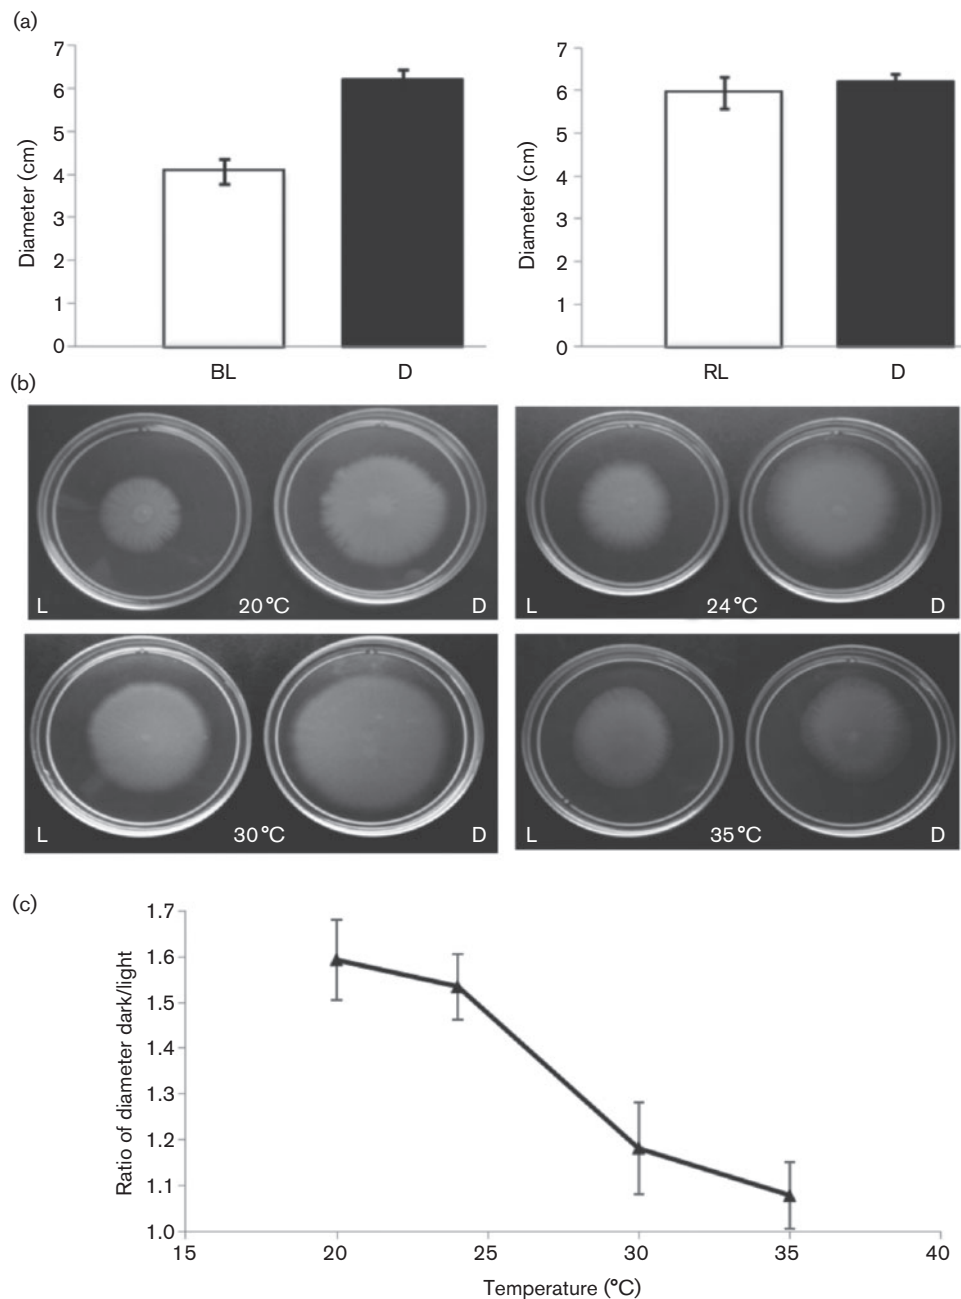 (a)
7
6
5
4
3
2
1
0
Diameter (cm)
BL
D
7
6
5
4
3
2
1
0
Diameter (cm)
RL
D
(b)
L 20 °C D
L 24 °C D
L 30 °C D
L 35 °C D
(c)
1.7
1.6
1.5
1.4
1.3
1.2
1.1
1.0
Ratio of diameter dark/light
15 20 25 30 35 40
Temperature (°C)